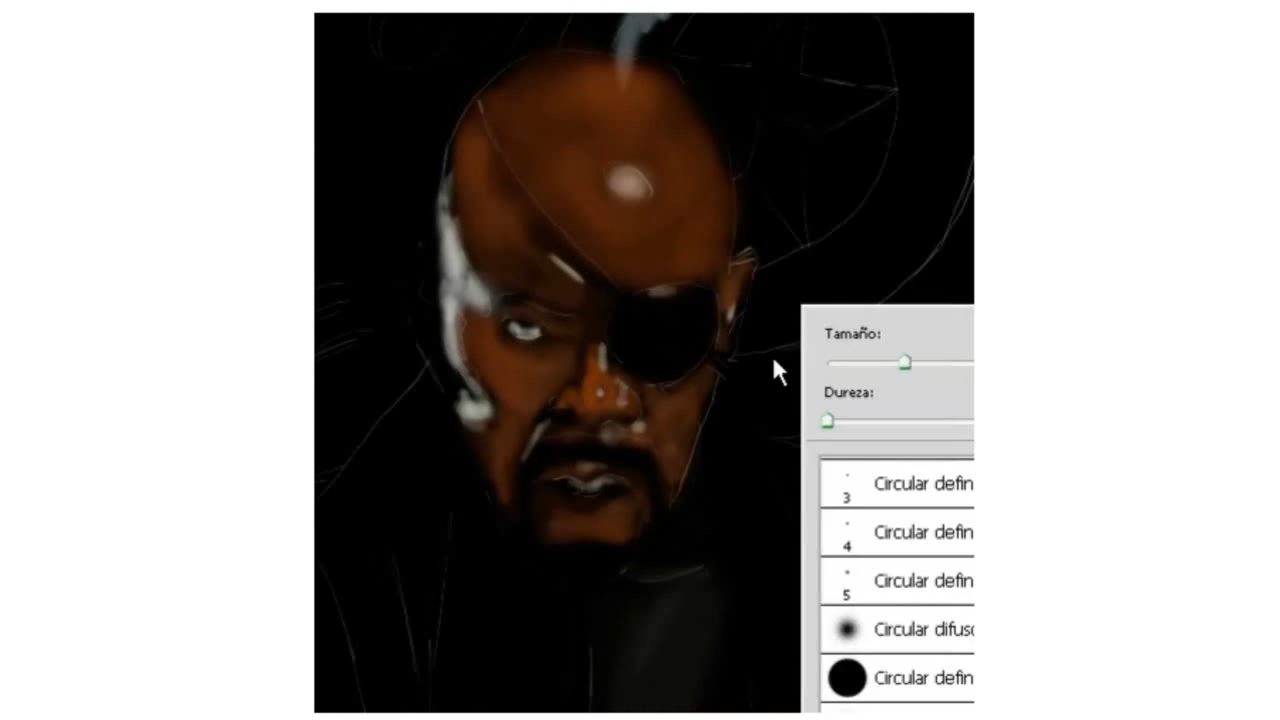 Tamaño:
Dureza:
Circular defin
3
Circular defin
4
Circular defin
5
Circular difus
Circular defin